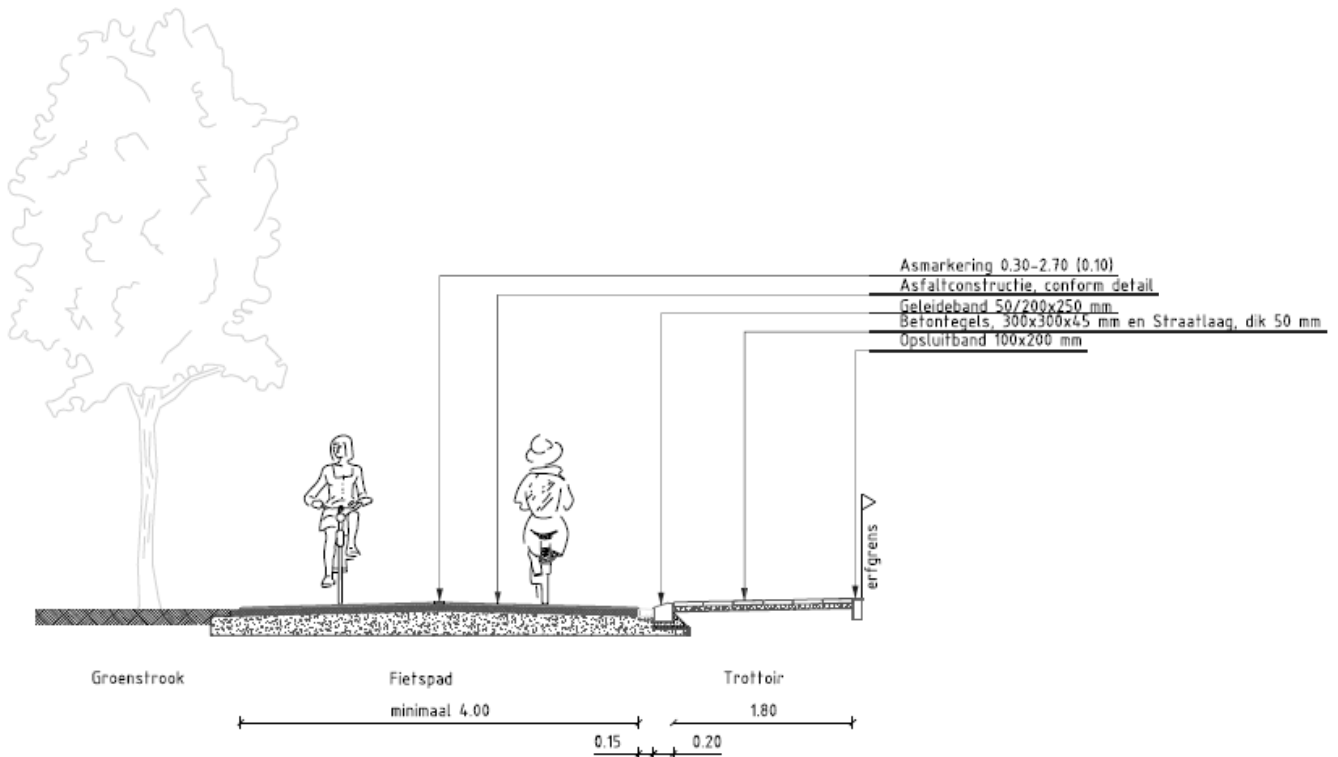 Asmarkering 0.30-2.70 (0.10)
Asfaltconstructie, conform detail
Geleideband 50/200x250 mm
Betontegels, 300x300x45 mm en Straatlaag, dik 50 mm
Opsluitband 100x200 mm
erfgrens
Groenstrook Fietspad Trottoir
minimaal 4.00 1.80
0.15 0.20